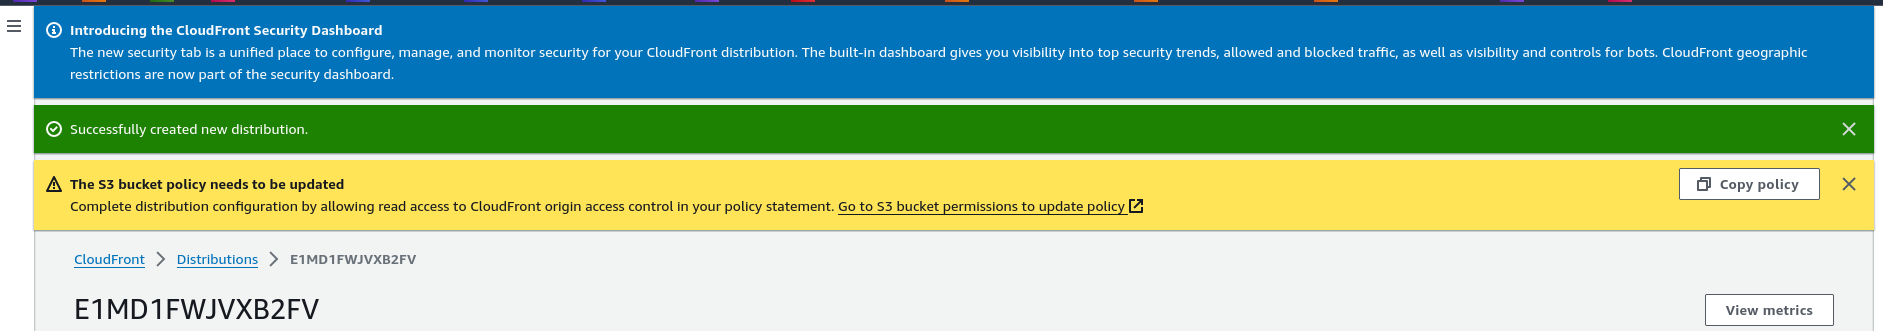 Introducing the CloudFront Security Dashboard
The new security tab is a unified place to configure, manage, and monitor security for your CloudFront distribution. The built-in dashboard gives you visibility into top security trends, allowed and blocked traffic, as well as visibility and controls for bots. CloudFront geographic
restrictions are now part of the security dashboard.
Successfully created new distribution.
The S3 bucket policy needs to be updated
Copy policy
Complete distribution configuration by allowing read access to CloudFront origin access control in your policy statement. Go to S3 bucket permissions to update policy
CloudFront Distributions E1MD1FWJVXB2FV
E1MD1FWJVXB2FV
View metrics